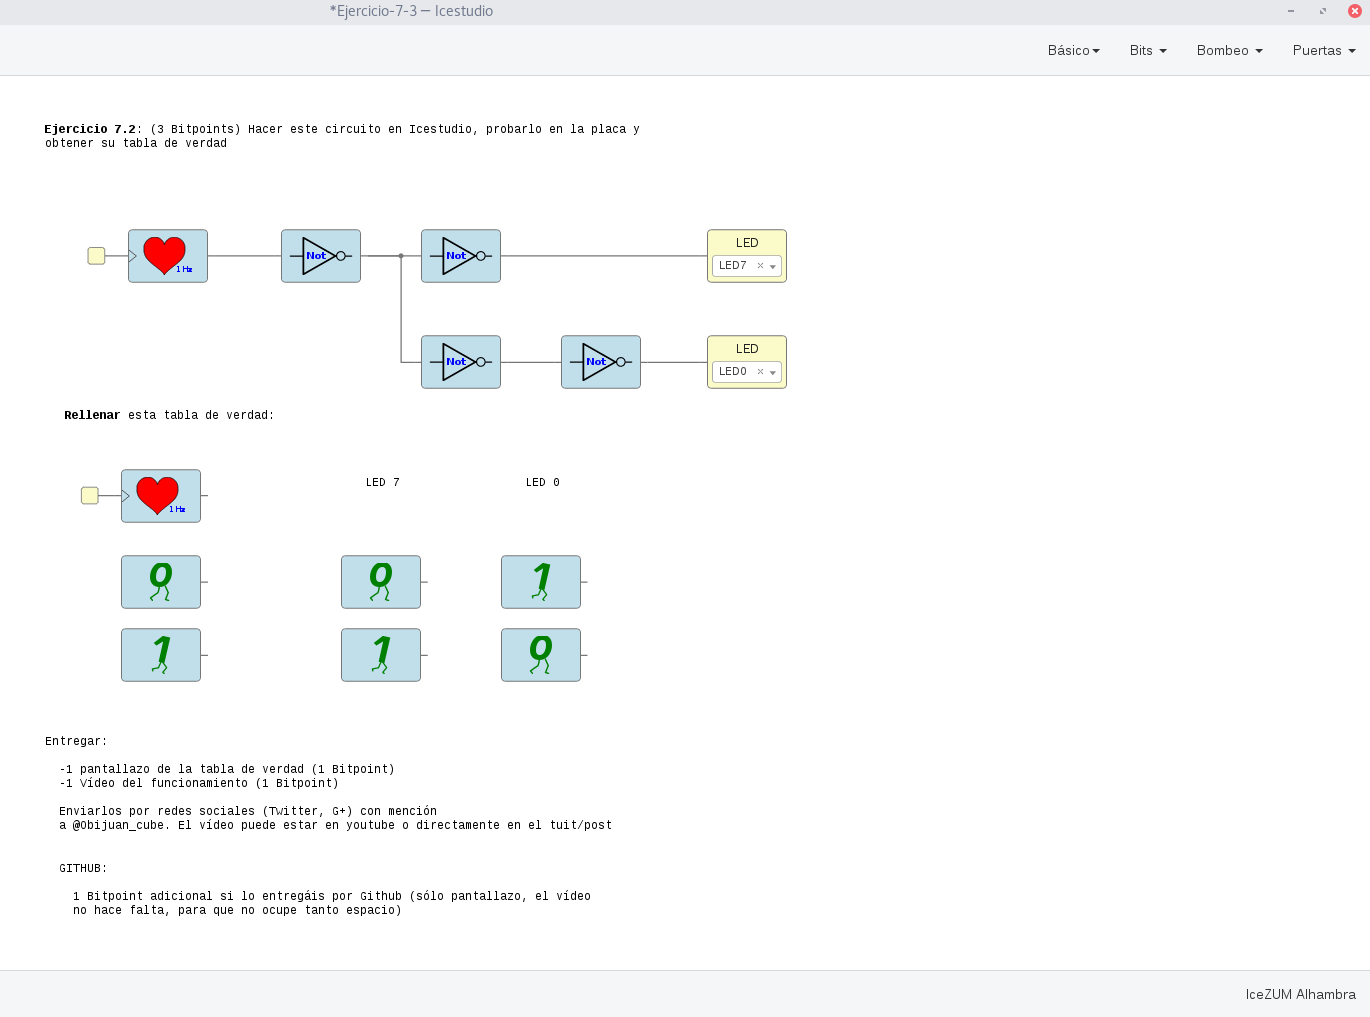 *Ejercicio-7-3 — Icestudio
Básico
Bits
Bombeo
Puertas
Ejercicio 7.2: (3 Bitpoints) Hacer este circuito en Icestudio, probarlo en la placa y
obtener su tabla de verdad
1 Hz
Not
Not
LED
LED7
Not
Not
LED
LED0
Rellenar esta tabla de verdad:
1 Hz
LED 7
LED 0
0
0
1
1
1
0
Entregar:
-1 pantallazo de la tabla de verdad (1 Bitpoint)
-1 Vídeo del funcionamiento (1 Bitpoint)
Enviarlos por redes sociales (Twitter, G+) con mención
a @Obijuan_cube. El vídeo puede estar en youtube o directamente en el tuit/post
GITHUB:
1 Bitpoint adicional si lo entregáis por Github (sólo pantallazo, el vídeo
no hace falta, para que no ocupe tanto espacio)
IceZUM Alhambra